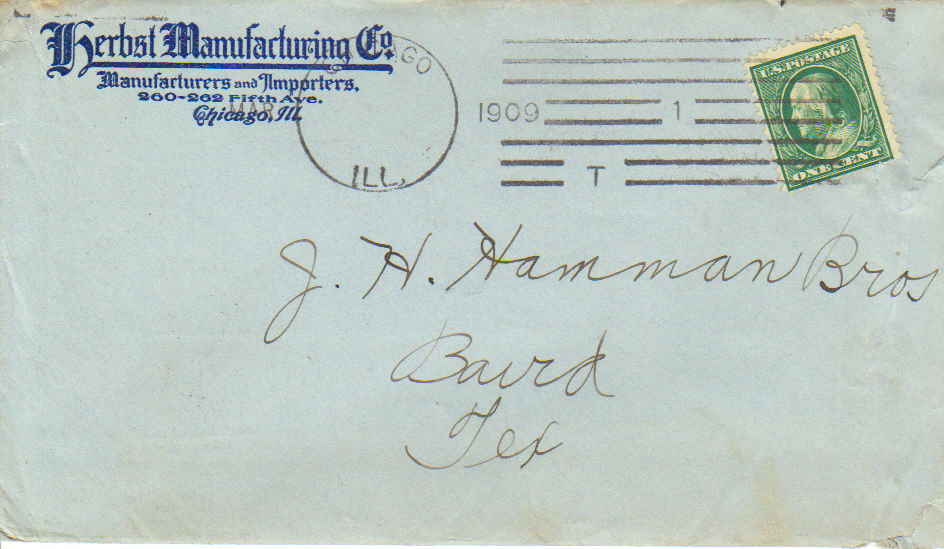 Herbst Manufacturing Co.
Manufacturers and Importers.
260-262 Fifth Ave.
Chicago, Ill.
CHICAGO
MAR
ILL.
1909
1
T
U.S. POSTAGE
ONE CENT
J. H. Hamman Bros
Baird
Tex